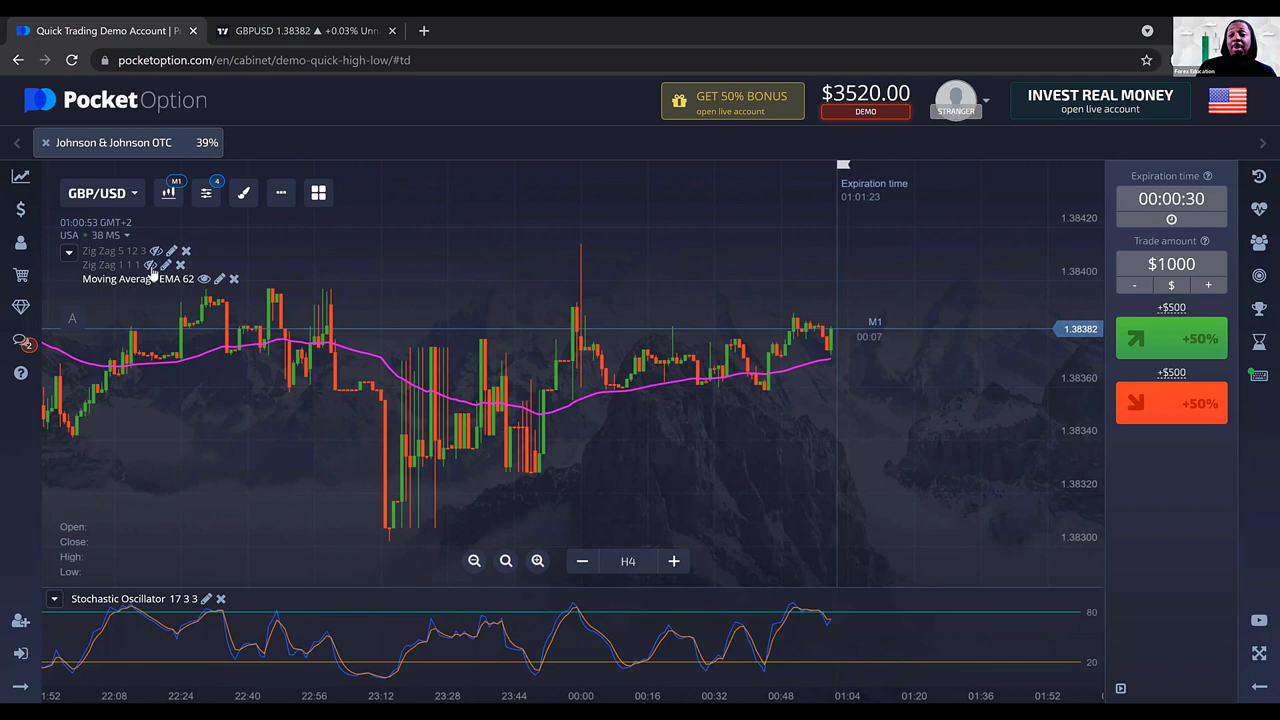 Quick Trading Demo Account | P
GBPUSD 1.38382 ▲ +0.03% Unn
pocketoption.com/en/cabinet/demo-quick-high-low/#td
Forex Education
PocketOption
GET 50% BONUS
open live account
$3520.00
DEMO
STRANGER
INVEST REAL MONEY
open live account
Johnson & Johnson OTC 39%
GBP/USD
M1
4
01:00:53 GMT+2
USA • 38 MS
Zig Zag 5 12 3
Zig Zag 1 1 1
Moving Average EMA 62
A
Expiration time
01:01:23
M1
00:07
1.38420
1.38400
1.38382
1.38360
1.38340
1.38320
1.38300
Expiration time
00:00:30
Trade amount
$1000
- $ +
+$500
+50%
+$500
+50%
2
Open:
Close:
High:
Low:
H4
Stochastic Oscillator 17 3 3
80
20
1:52 22:08 22:24 22:40 22:56 23:12 23:28 23:44 00:00 00:16 00:32 00:48 01:04 01:20 01:36 01:52